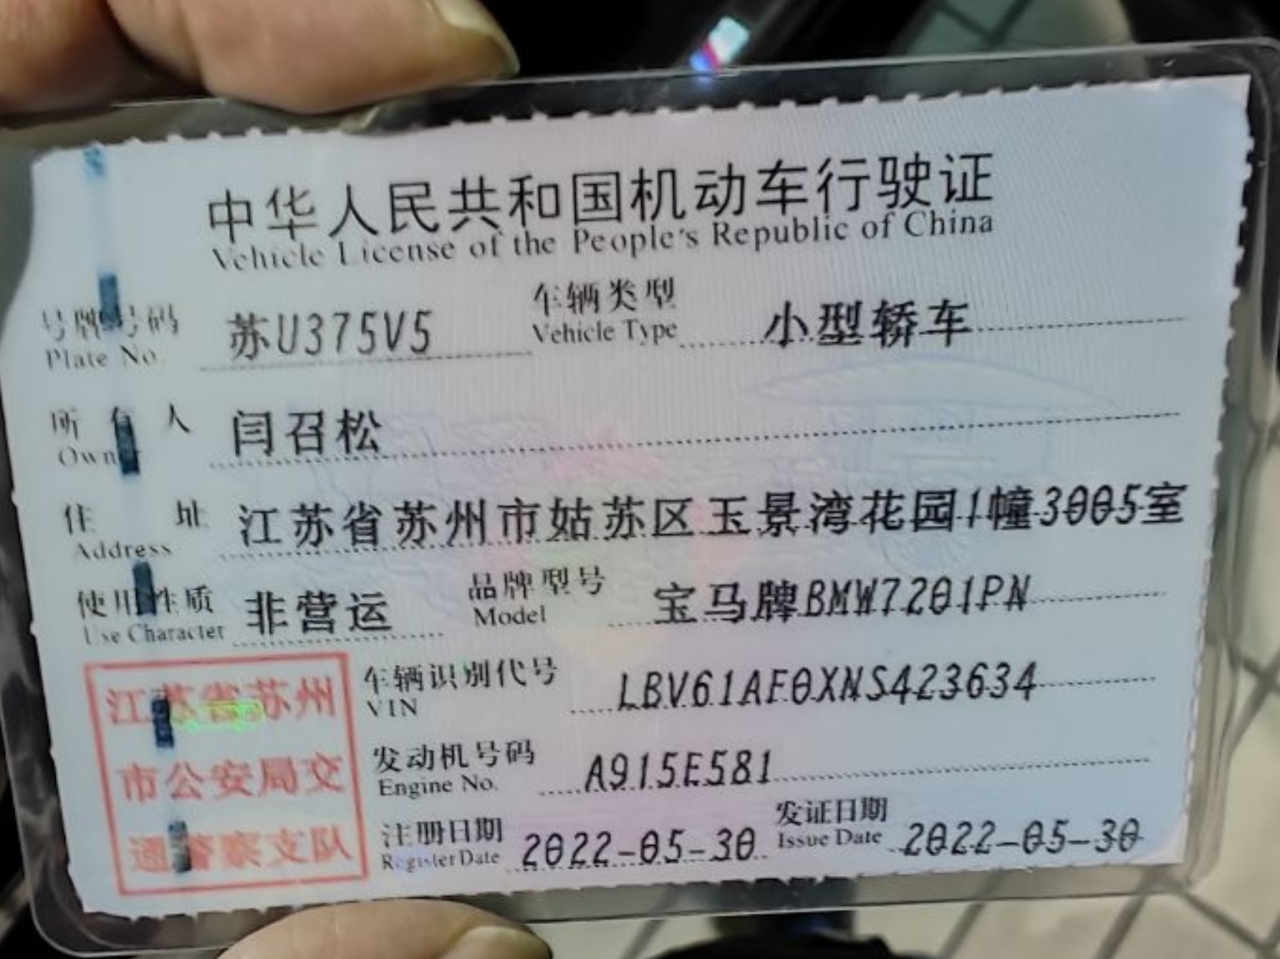 中华人民共和国机动车行驶证
Vehicle License of the People's Republic of China
号牌号码 苏U375V5 车辆类型 小型轿车
Plate No. Vehicle Type
所有人 闫召松
Owner
住址 江苏省苏州市姑苏区玉景湾花园1幢3005室
Address
使用性质 非营运 品牌型号 宝马牌BMW7201PN
Use Character Model
江苏省苏州
市公安局交
通警察支队
车辆识别代号 LBV61AF0XNS423634
VIN
发动机号码 A915E581
Engine No.
注册日期 2022-05-30 发证日期 2022-05-30
Register Date Issue Date